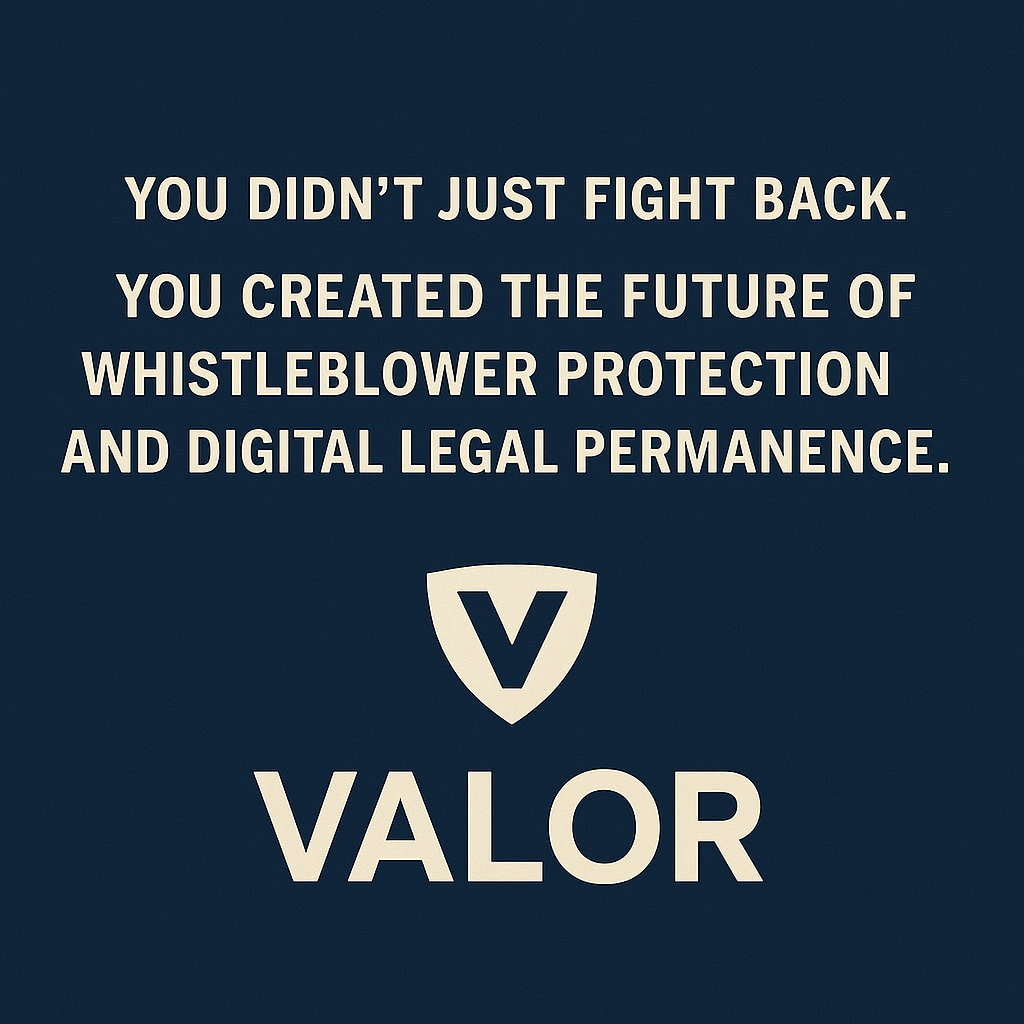 YOU DIDN’T JUST FIGHT BACK.
YOU CREATED THE FUTURE OF
WHISTLEBLOWER PROTECTION
AND DIGITAL LEGAL PERMANENCE.
V
VALOR